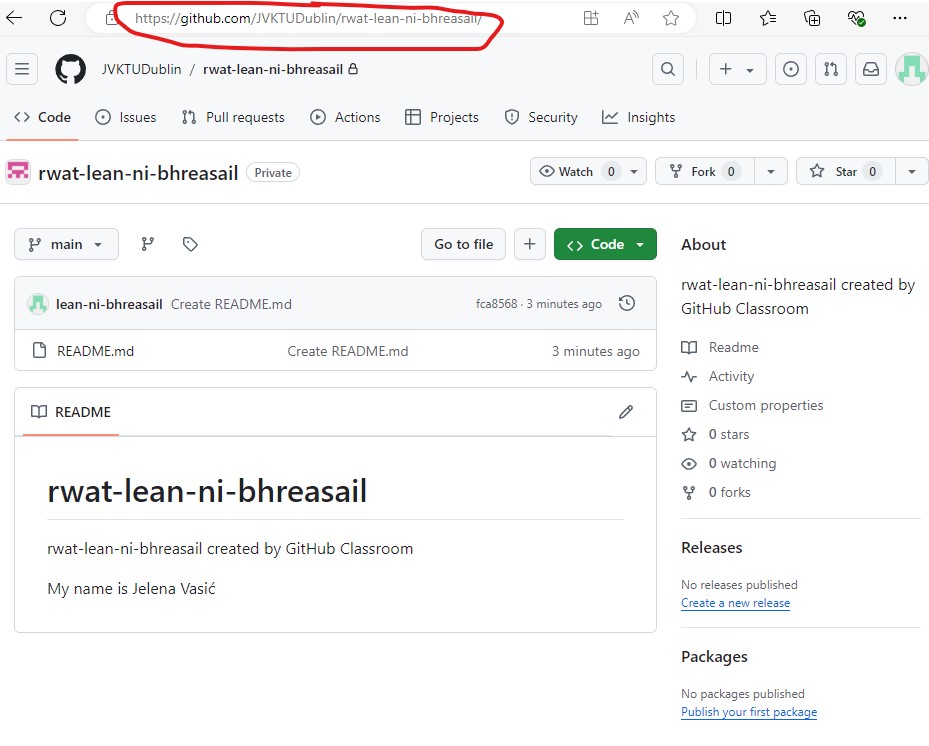 https://github.com/JVKTUDublin/rwat-lean-ni-bhreasail/
JVKTUDublin / rwat-lean-ni-bhreasail
Code Issues Pull requests Actions Projects Security Insights
rwat-lean-ni-bhreasail Private Watch 0 Fork 0 Star 0
main Go to file Code
lean-ni-bhreasail Create README.md fca8568 · 3 minutes ago
README.md Create README.md 3 minutes ago
README
rwat-lean-ni-bhreasail
rwat-lean-ni-bhreasail created by GitHub Classroom
My name is Jelena Vasić
About
rwat-lean-ni-bhreasail created by
GitHub Classroom
Readme
Activity
Custom properties
0 stars
0 watching
0 forks
Releases
No releases published
Create a new release
Packages
No packages published
Publish your first package